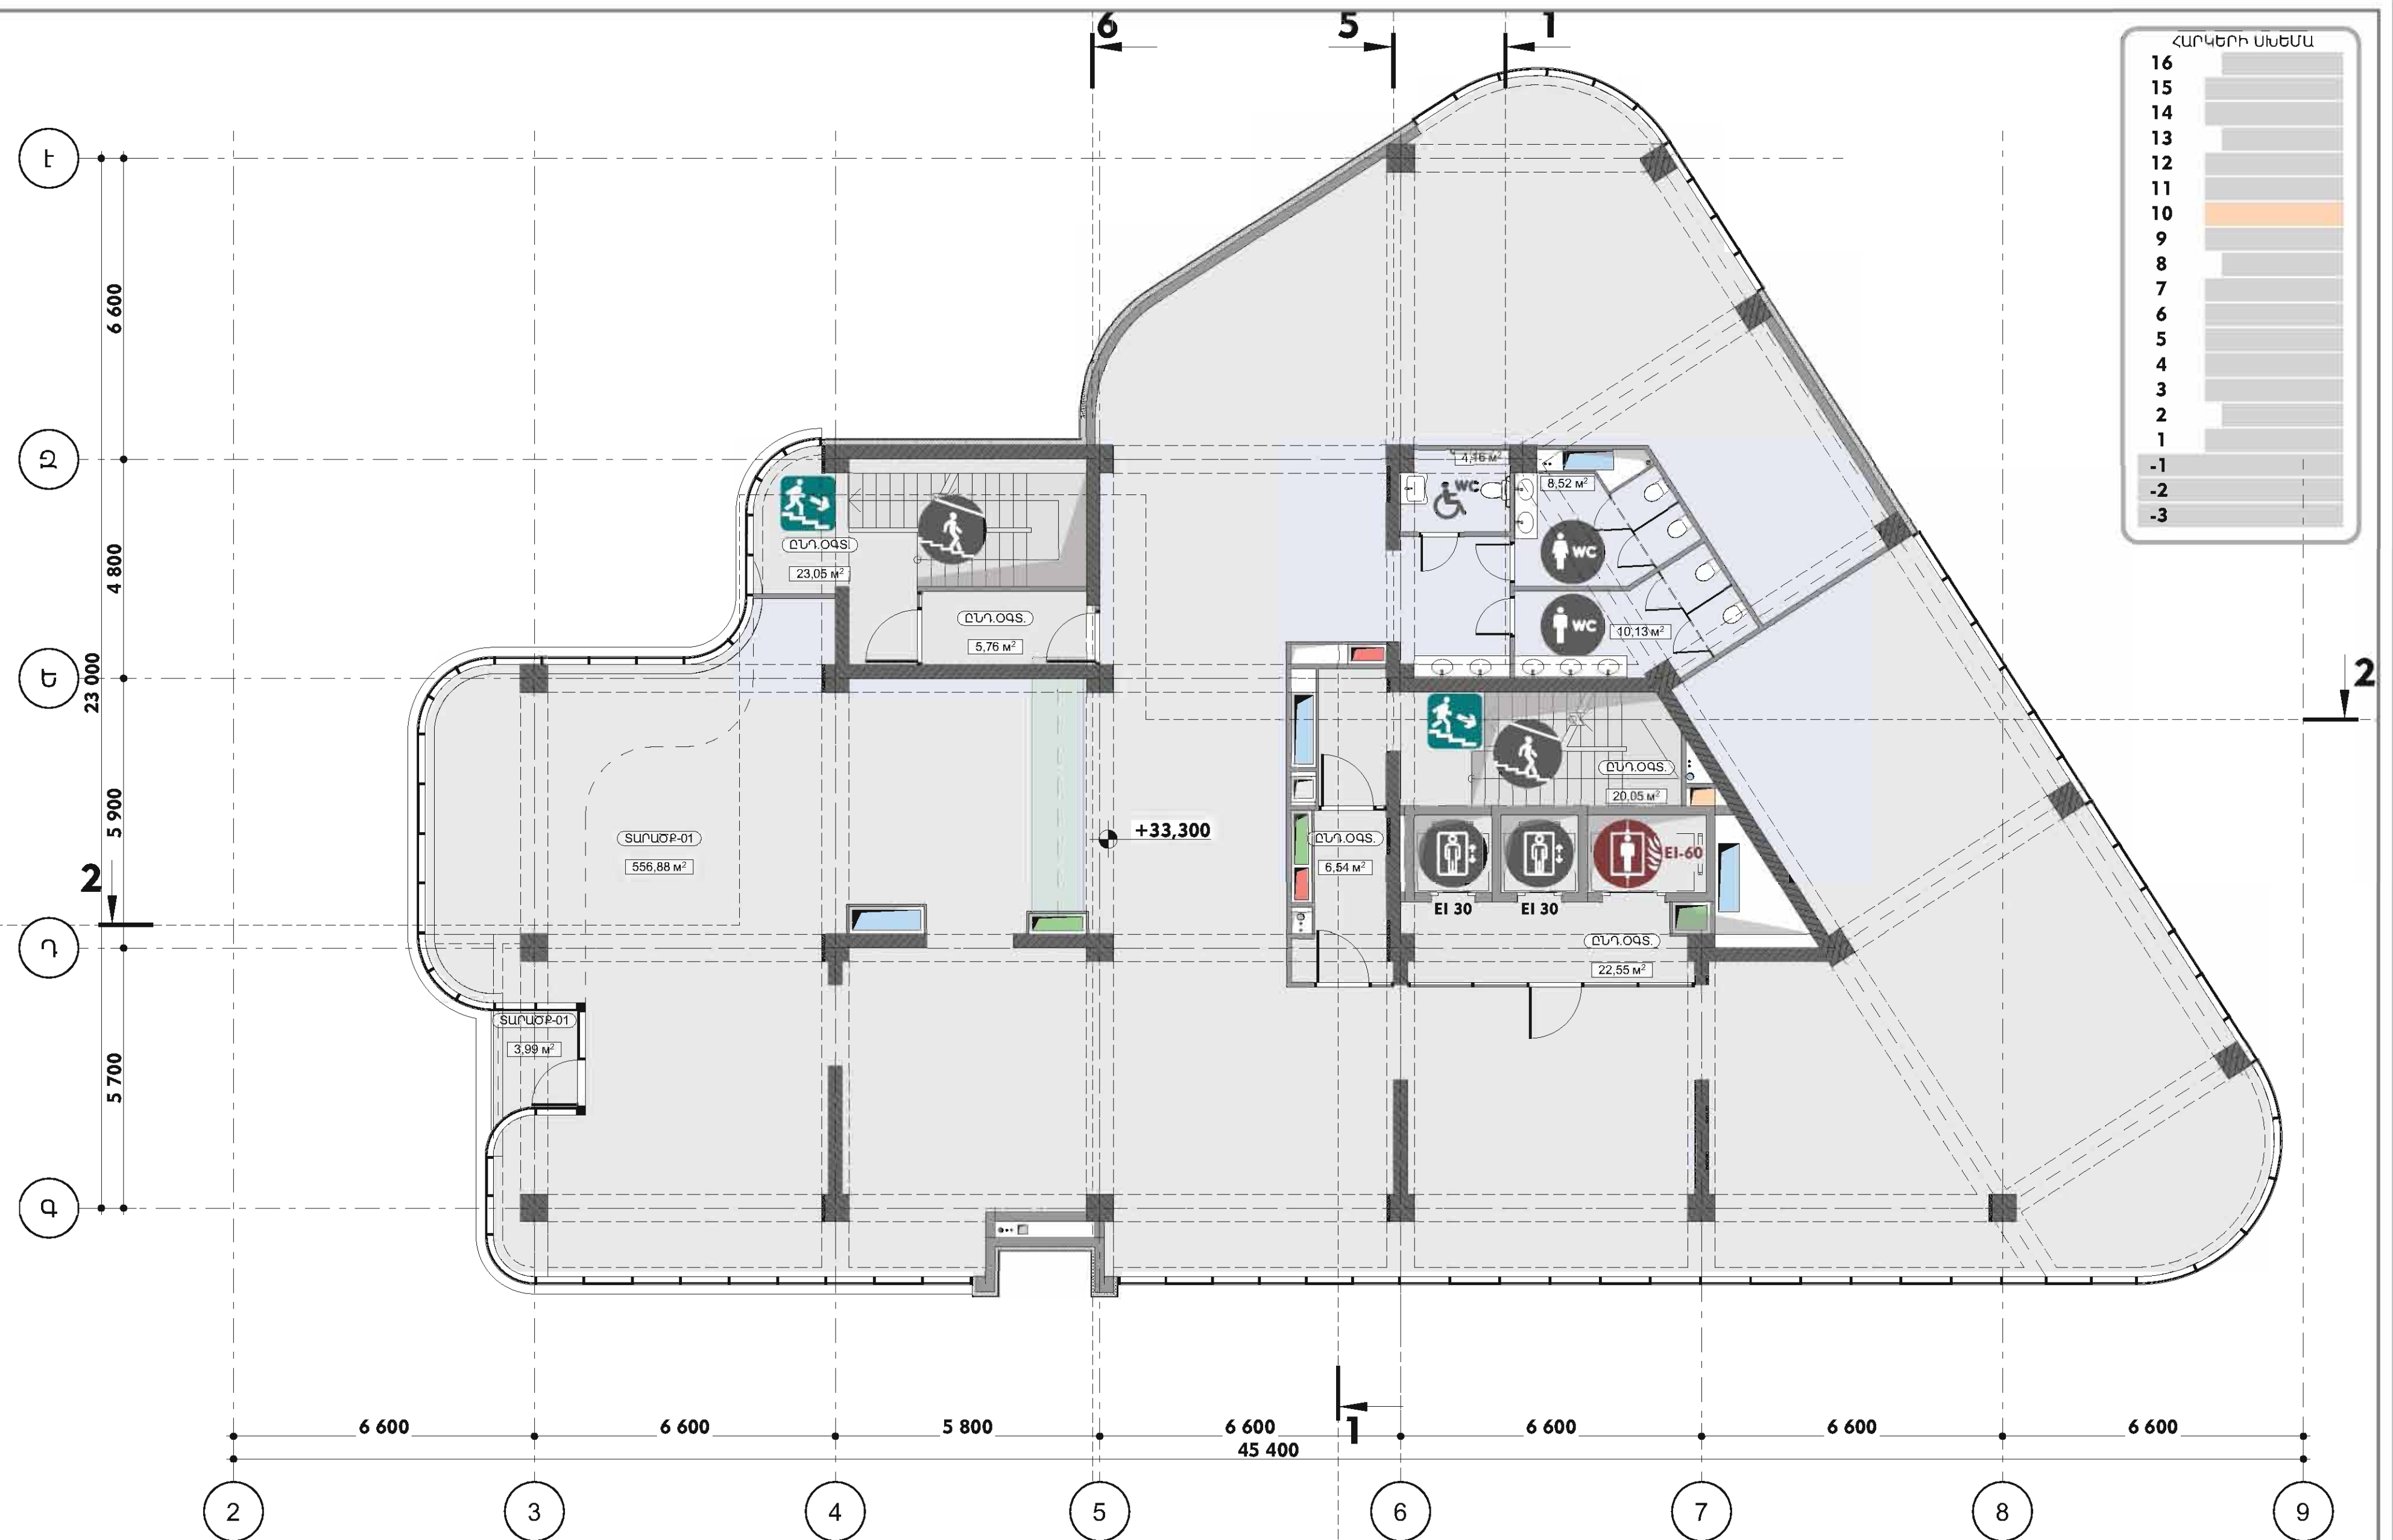 6
5
1
ՀԱՐԿԵՐԻ ՍԽԵՄԱ
16
15
14
13
12
11
10
9
8
7
6
5
4
3
2
1
-1
-2
-3
Է
Զ
Ե
Դ
Գ
6 600
4 800
23 000
5 900
5 700
2
2
ԸՆԴ.ՕԳՏ.
23,05 м²
ԸՆԴ.ՕԳՏ.
5,76 м²
4,16 м²
WC
8,52 м²
WC
WC
10,13 м²
ԸՆԴ.ՕԳՏ.
20,05 м²
+33,300
ՏԱՐԱԾՔ-01
556,88 м²
ԸՆԴ.ՕԳՏ.
6,54 м²
EI-60
EI 30
EI 30
ԸՆԴ.ՕԳՏ.
22,55 м²
ՏԱՐԱԾՔ-01
3,99 м²
1
6 600
6 600
5 800
6 600
6 600
6 600
6 600
45 400
2
3
4
5
6
7
8
9